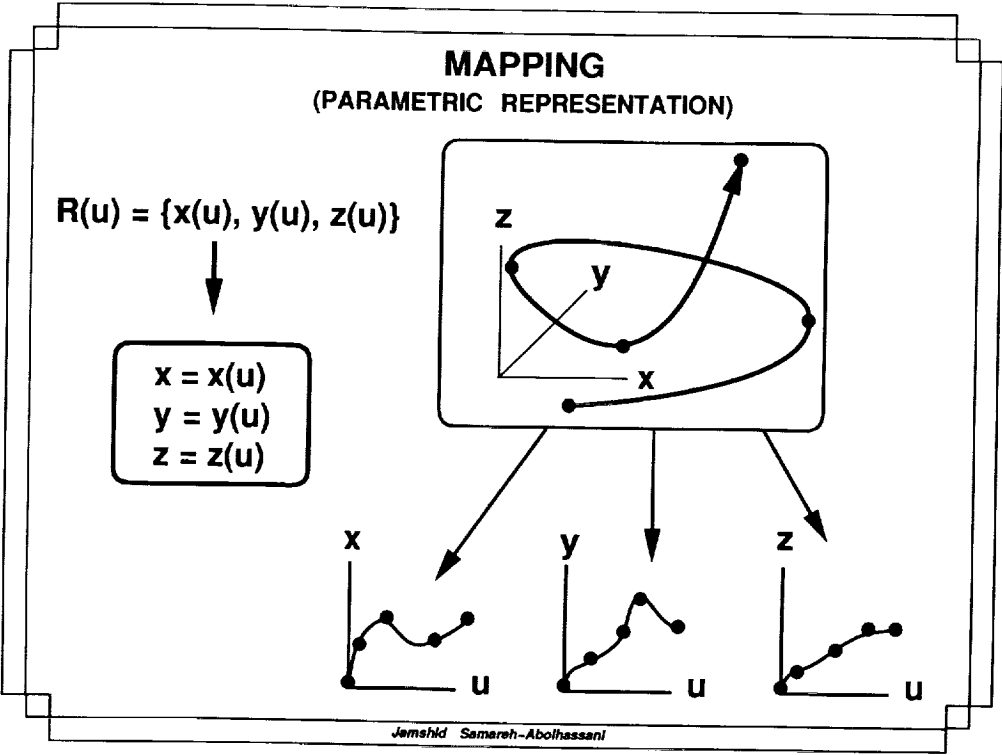 MAPPING
(PARAMETRIC REPRESENTATION)
R(u) = {x(u), y(u), z(u)}
z
y
x
x = x(u)
y = y(u)
z = z(u)
x
u
y
u
z
u
Jamshid Samareh-Abolhassani